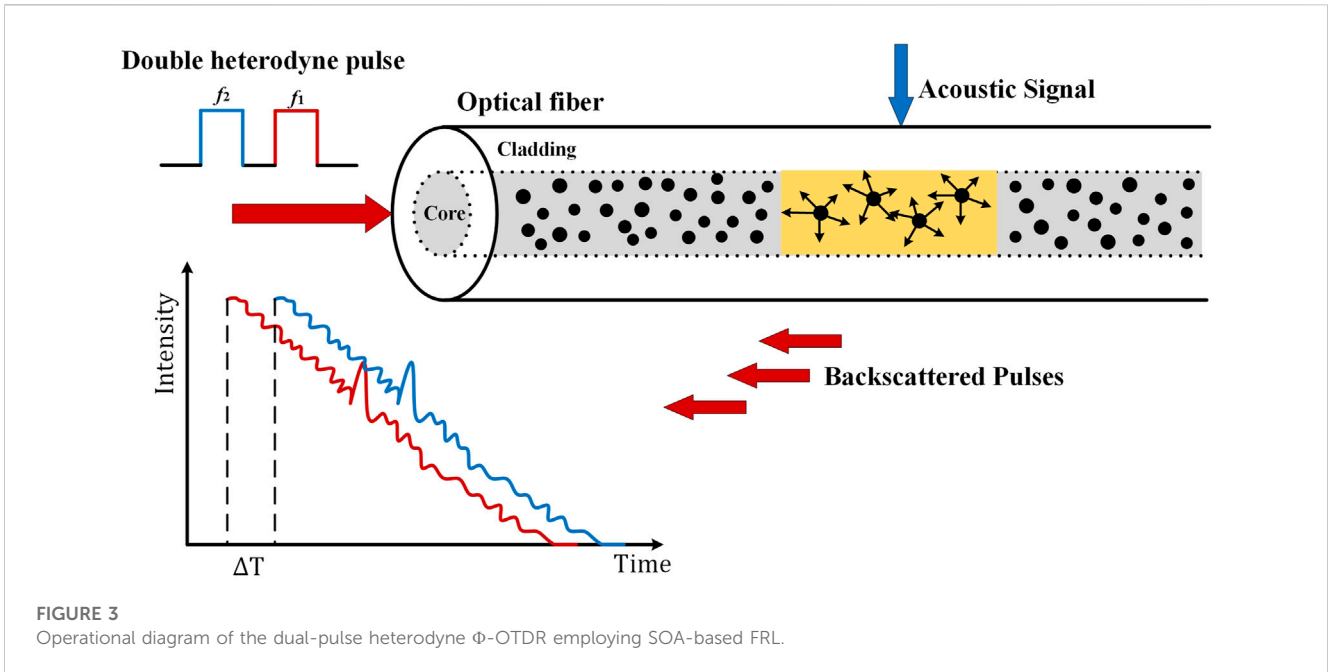 Double heterodyne pulse
f2 f1
Optical fiber
Acoustic Signal
Cladding
Core
Intensity
Backscattered Pulses
ΔT
Time
FIGURE 3
Operational diagram of the dual-pulse heterodyne Φ-OTDR employing SOA-based FRL.